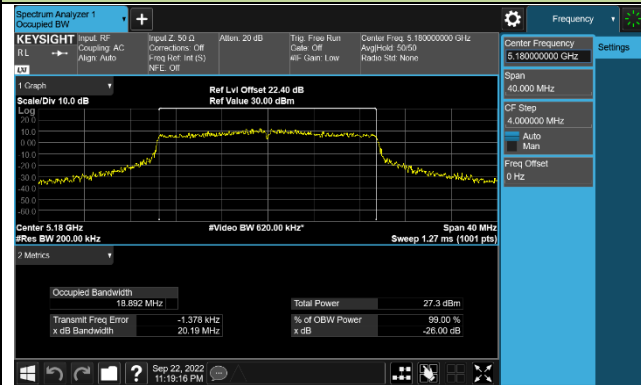 Spectrum Analyzer 1
Occupied BW
Frequency
KEYSIGHT
RL
LXI
Input: RF
Coupling: AC
Align: Auto
Input Z: 50 Ω
Corrections: Off
Freq Ref: Int (S)
NFE: Off
Atten: 20 dB
Trig: Free Run
Gate: Off
#IF Gain: Low
Center Freq: 5.180000000 GHz
Avg|Hold: 50/50
Radio Std: None
Center Frequency
5.180000000 GHz
Settings
Span
40.000 MHz
CF Step
4.000000 MHz
Auto
Man
Freq Offset
0 Hz
1 Graph
Scale/Div 10.0 dB
Log
Ref Lvl Offset 22.40 dB
Ref Value 30.00 dBm
20.0
10.0
0.00
-10.0
-20.0
-30.0
-40.0
-50.0
-60.0
Center 5.18 GHz
#Video BW 620.00 kHz*
Span 40 MHz
#Res BW 200.00 kHz
Sweep 1.27 ms (1001 pts)
2 Metrics
Occupied Bandwidth
18.892 MHz
Total Power 27.3 dBm
Transmit Freq Error -1.378 kHz
% of OBW Power 99.00 %
x dB Bandwidth 20.19 MHz
x dB -26.00 dB
?
Sep 22, 2022
11:19:16 PM